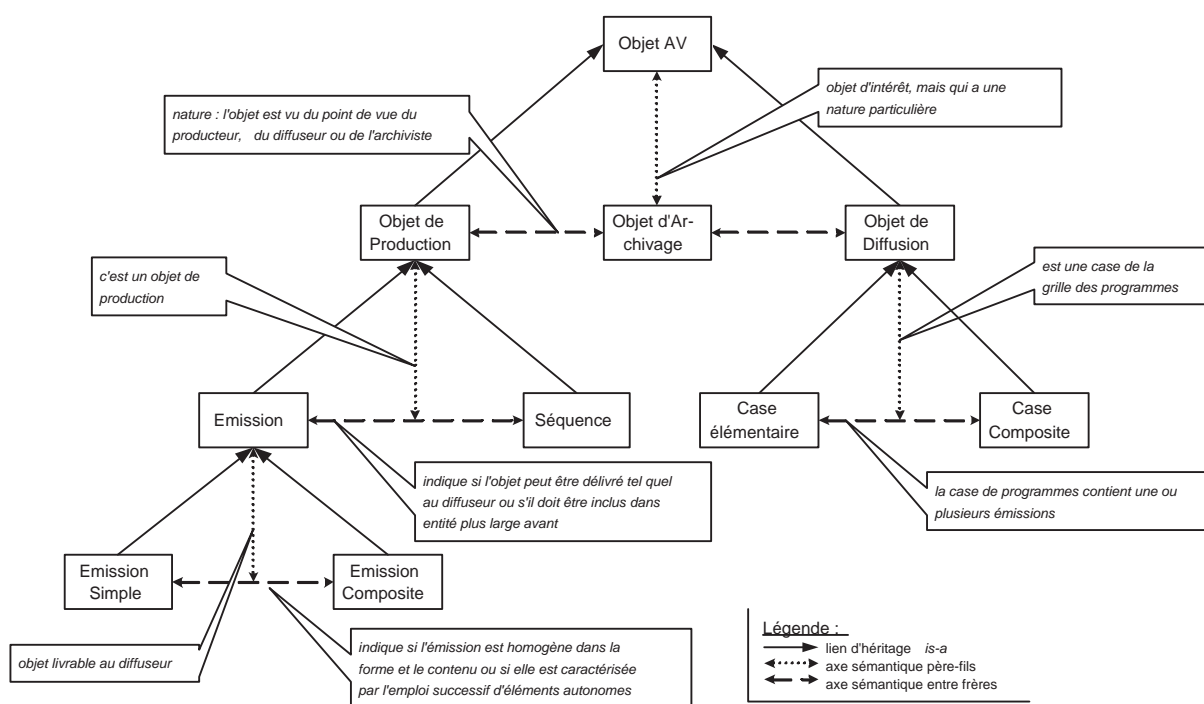 Objet AV
objet d'intérêt, mais qui a une
nature particulière
nature : l'objet est vu du point de vue du
producteur, du diffuseur ou de l'archiviste
Objet de
Production
Objet d'Ar-
chivage
Objet de
Diffusion
c'est un objet de
production
est une case de la
grille des programmes
Emission
Séquence
Case
élémentaire
Case
Composite
indique si l'objet peut être délivré tel quel
au diffuseur ou s'il doit être inclus dans
entité plus large avant
la case de programmes contient une ou
plusieurs émissions
Emission
Simple
Emission
Composite
objet livrable au diffuseur
indique si l'émission est homogène dans la
forme et le contenu ou si elle est caractérisée
par l'emploi successif d'éléments autonomes
Légende :
lien d'héritage is-a
axe sémantique père-fils
axe sémantique entre frères